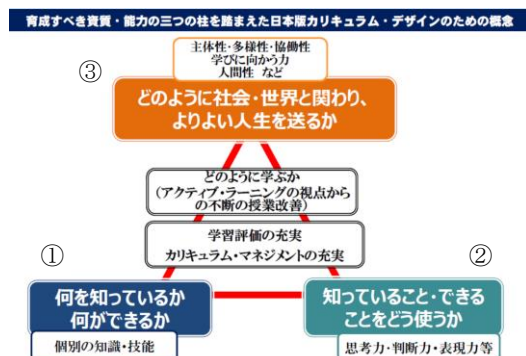 育成すべき資質・能力の三つの柱を踏まえた日本版カリキュラム・デザインのための概念
主体性・多様性・協働性
学びに向かう力
人間性 など
③
どのように社会・世界と関わり、
よりよい人生を送るか
どのように学ぶか
(アクティブ・ラーニングの視点から
の不断の授業改善)
学習評価の充実
カリキュラム・マネジメントの充実
①
②
何を知っているか
何ができるか
知っていること・できる
ことをどう使うか
個別の知識・技能
思考力・判断力・表現力等